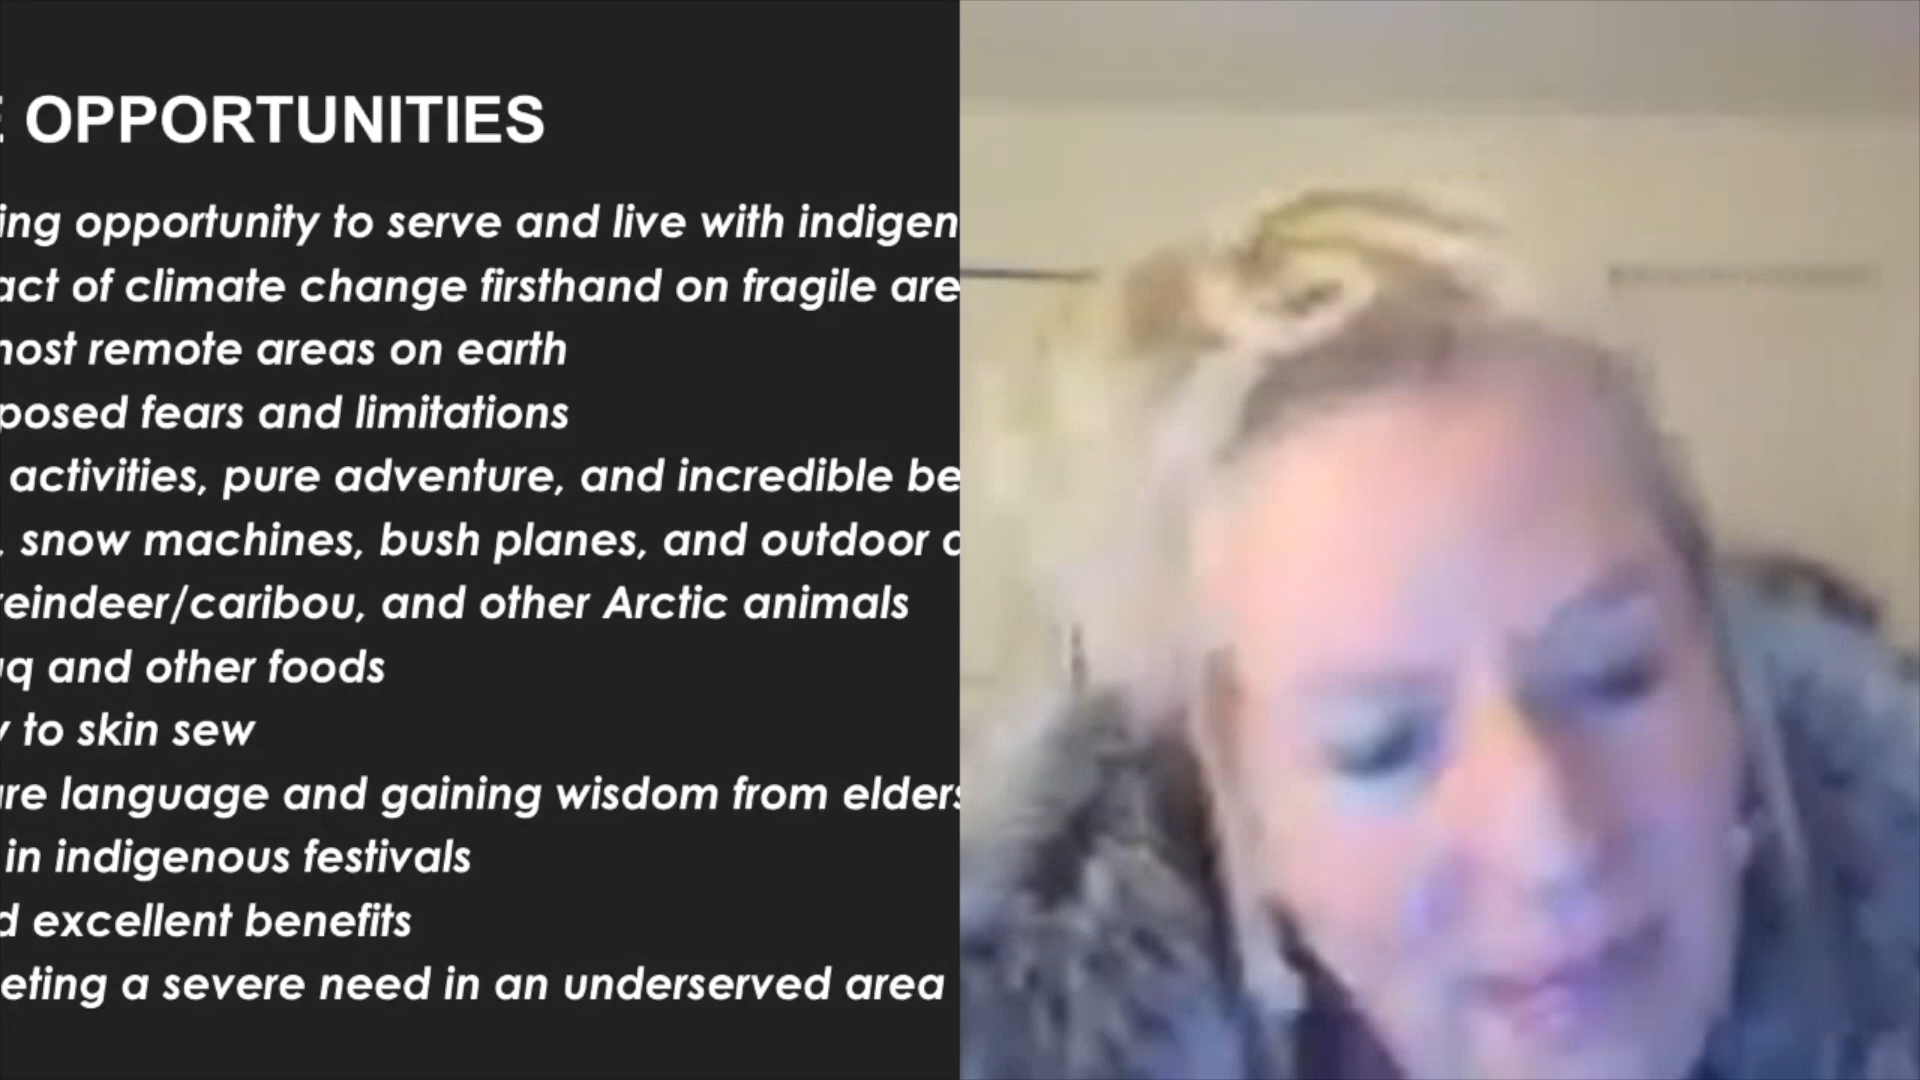 OPPORTUNITIES
ing opportunity to serve and live with indigen
act of climate change firsthand on fragile are
ost remote areas on earth
posed fears and limitations
activities, pure adventure, and incredible be
, snow machines, bush planes, and outdoor
eindeer/caribou, and other Arctic animals
q and other foods
to skin sew
re language and gaining wisdom from elders
in indigenous festivals
d excellent benefits
eting a severe need in an underserved area